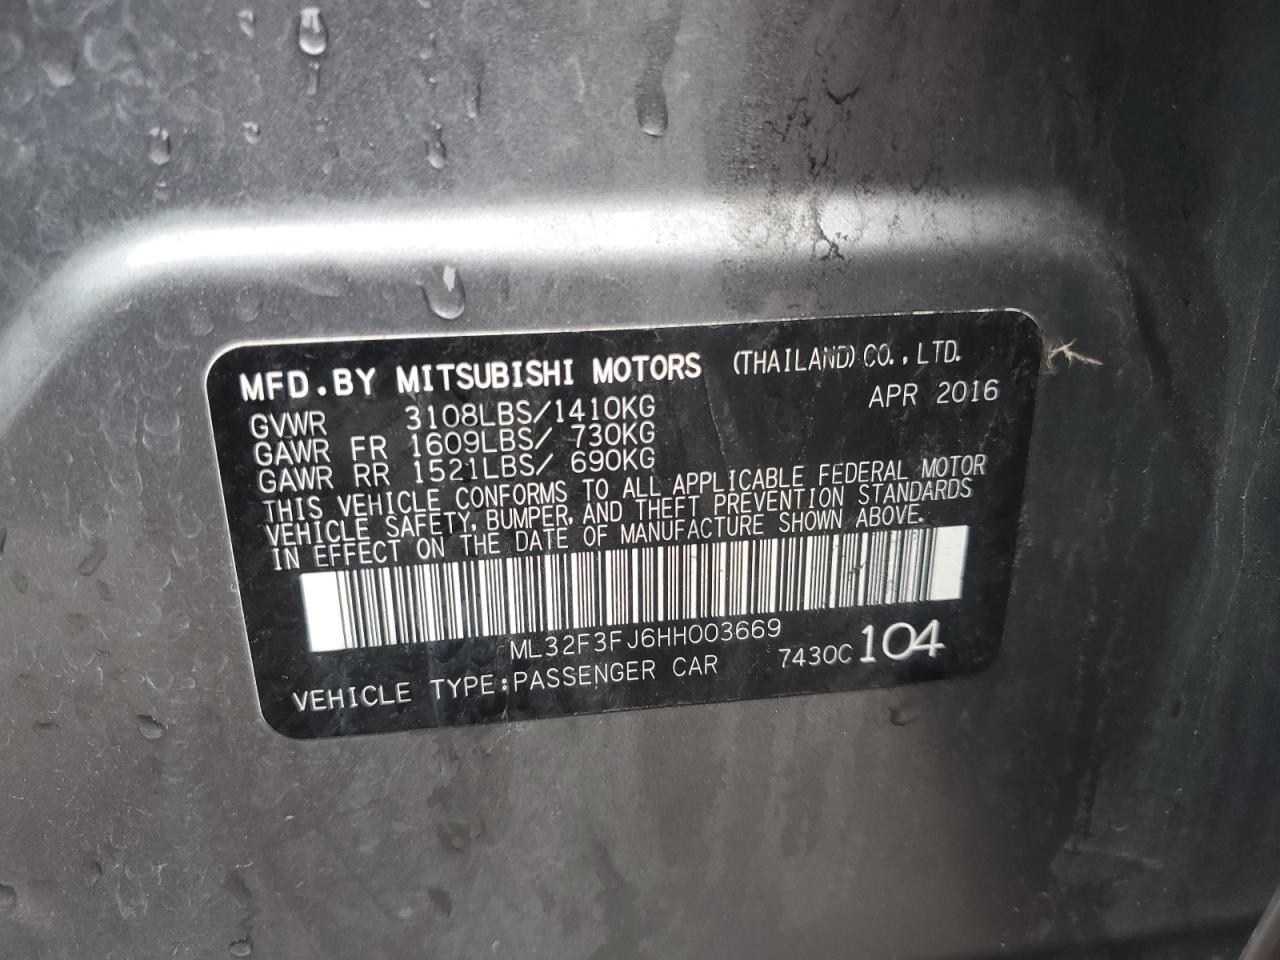 MFD.BY MITSUBISHI MOTORS (THAILAND) CO.,LTD.
APR 2016
GVWR 3108LBS/1410KG
GAWR FR 1609LBS/ 730KG
GAWR RR 1521LBS/ 690KG
THIS VEHICLE CONFORMS TO ALL APPLICABLE FEDERAL MOTOR
VEHICLE SAFETY, BUMPER, AND THEFT PREVENTION STANDARDS
IN EFFECT ON THE DATE OF MANUFACTURE SHOWN ABOVE.
ML32F3FJ6HH003669
VEHICLE TYPE:PASSENGER CAR 7430C 104